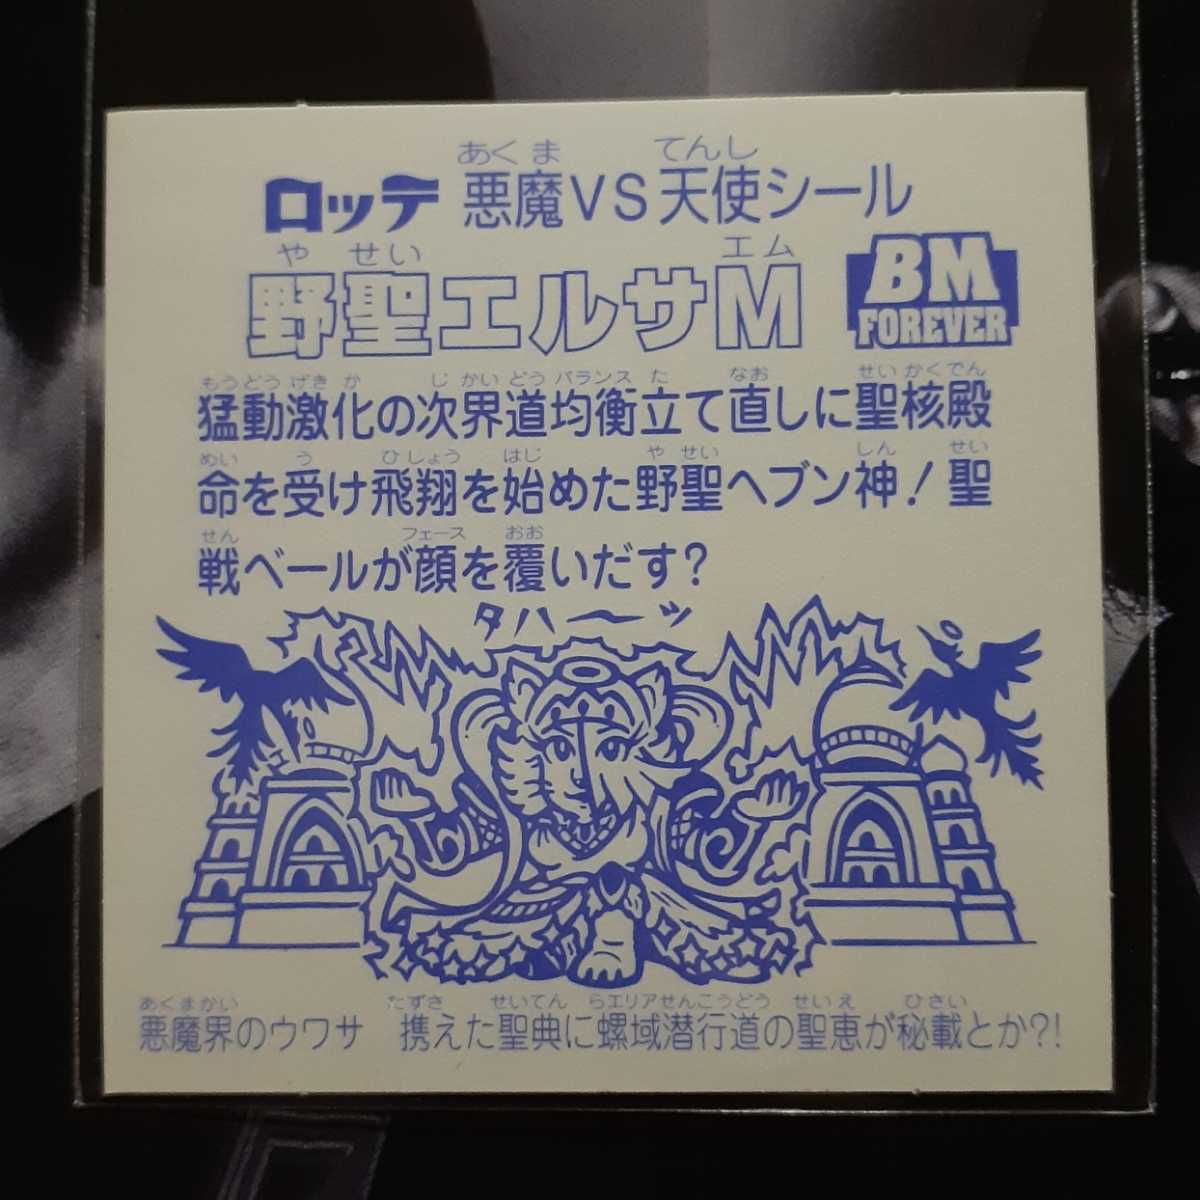 あくま てんし
ロッテ 悪魔VS天使シール
やせい エム
野聖エルサM
BM
FOREVER
もうどうげきか じかいどうバランスた なお せいかくでん
猛動激化の次界道均衡立て直しに聖核殿
めい う ひしょう はじ やせい しん せい
命を受け飛翔を始めた野聖ヘブン神!聖
せん フェース おお
戦ベールが顔を覆いだす?
タハーッ
あくまかい たずさ せいてん らエリアせんこうどう せいえ ひさい
悪魔界のウワサ 携えた聖典に螺域潜行道の聖恵が秘載とか?!